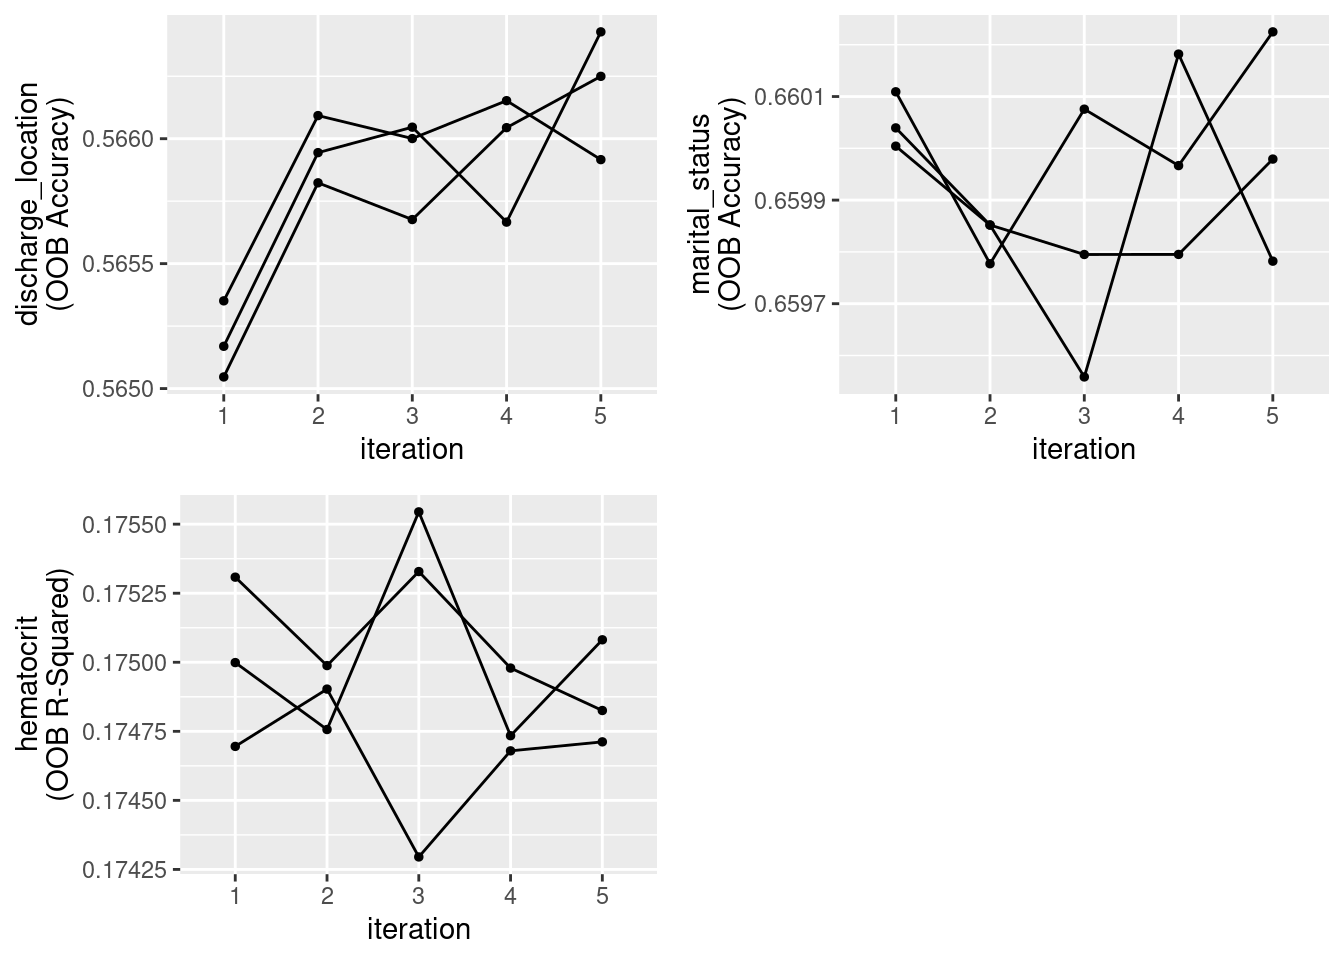 discharge_location
(OOB Accuracy)
0.5660
0.5655
0.5650
1 2 3 4 5
iteration
marital_status
(OOB Accuracy)
0.6601
0.6599
0.6597
1 2 3 4 5
iteration
hematocrit
(OOB R-Squared)
0.17550
0.17525
0.17500
0.17475
0.17450
0.17425
1 2 3 4 5
iteration